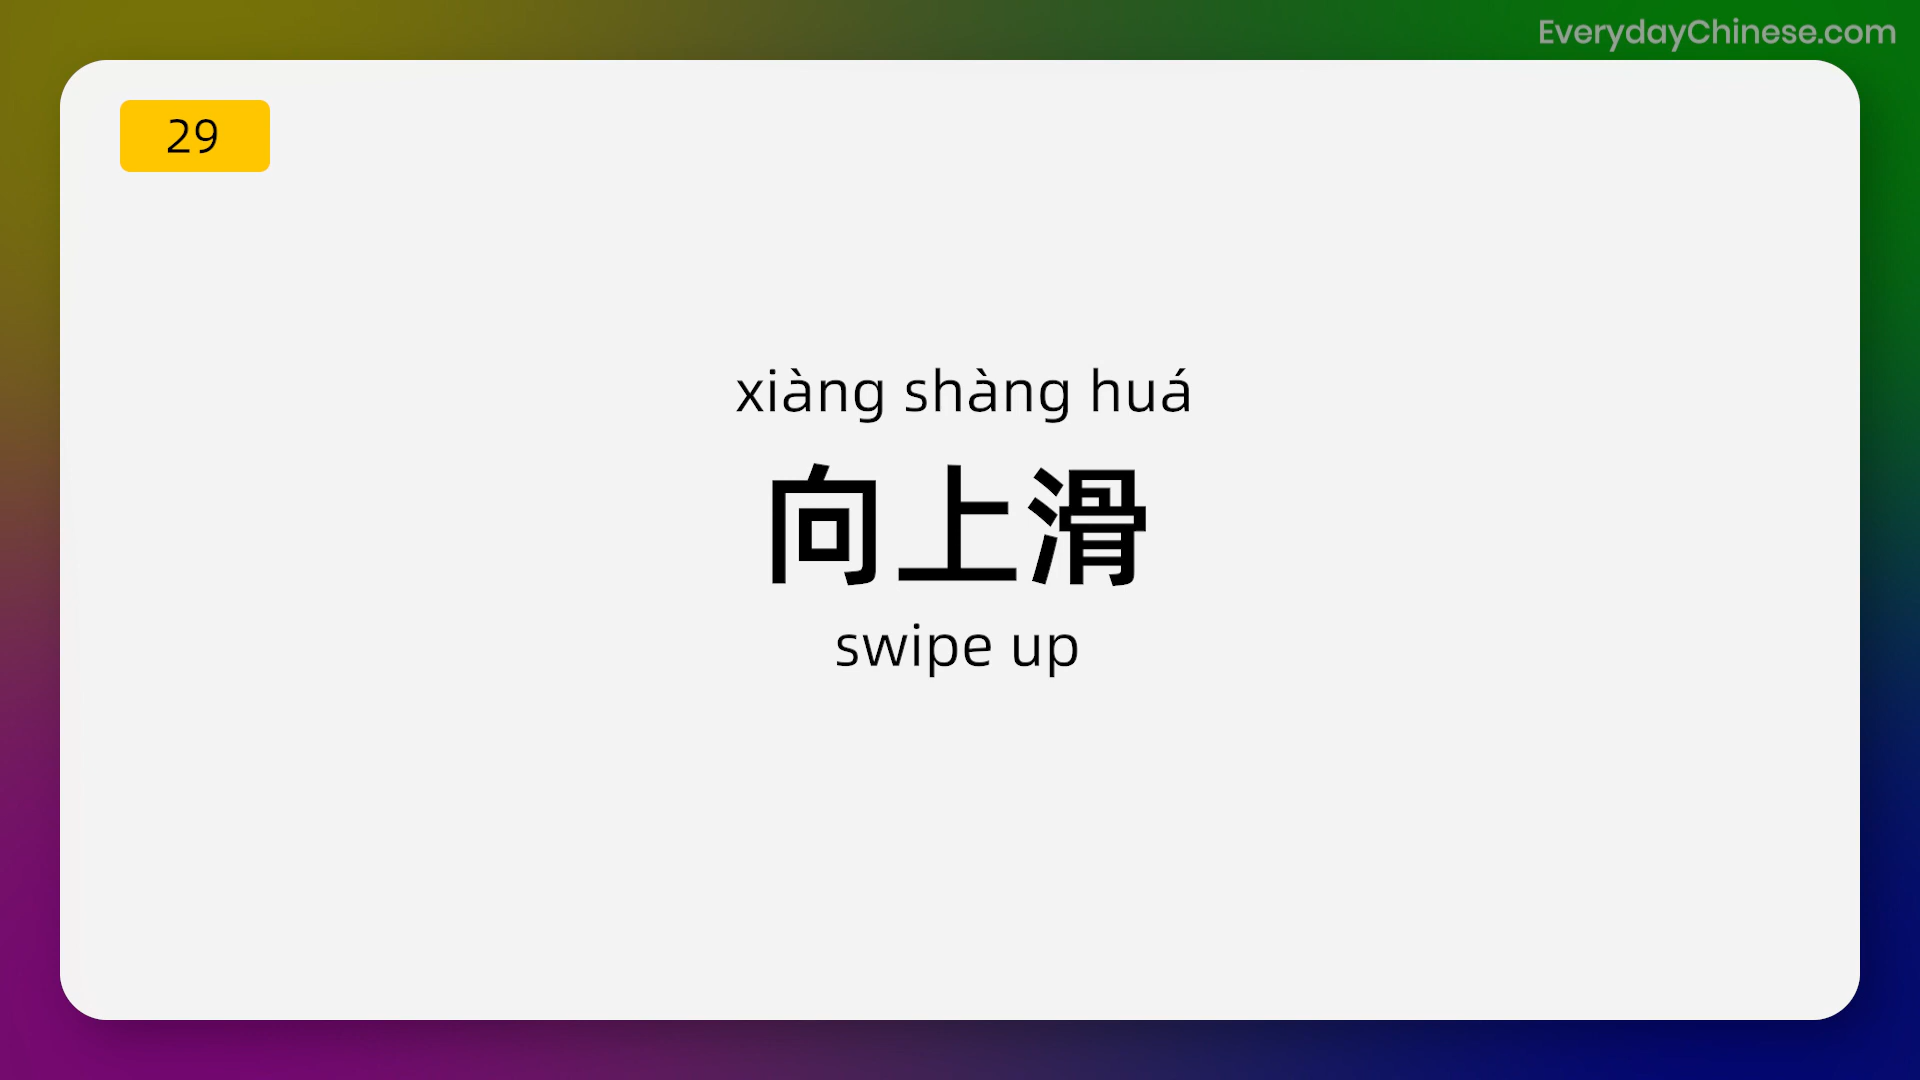 EverydayChinese.com
29
xiàng shàng huá
向上滑
swipe up